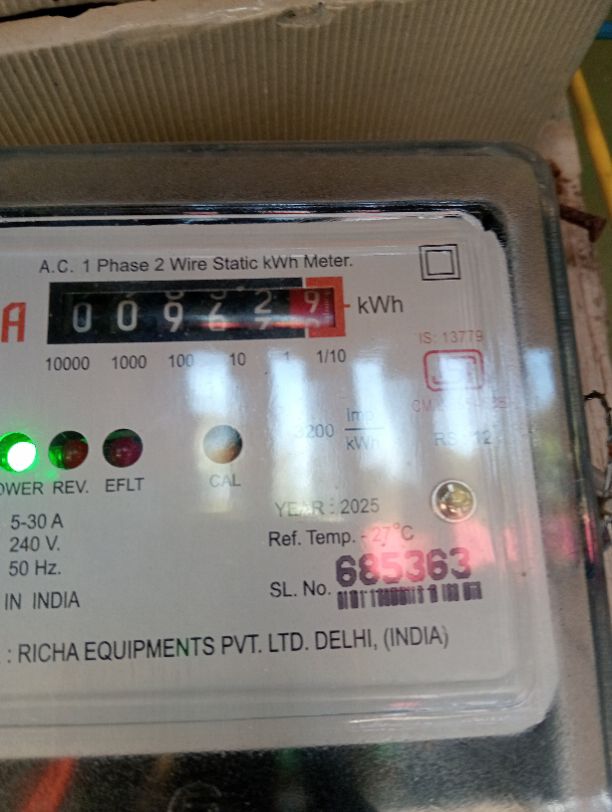 A.C. 1 Phase 2 Wire Static kWh Meter.
A 0 0 9 6 2 9 kWh
10000 1000 100 10 1 1/10
IS: 13779
3200 Imp/kWh
POWER REV. EFLT CAL
5-30 A
240 V.
50 Hz.
YEAR : 2025
Ref. Temp. - 27°C
SL. No. 685363
IN INDIA
: RICHA EQUIPMENTS PVT. LTD. DELHI, (INDIA)